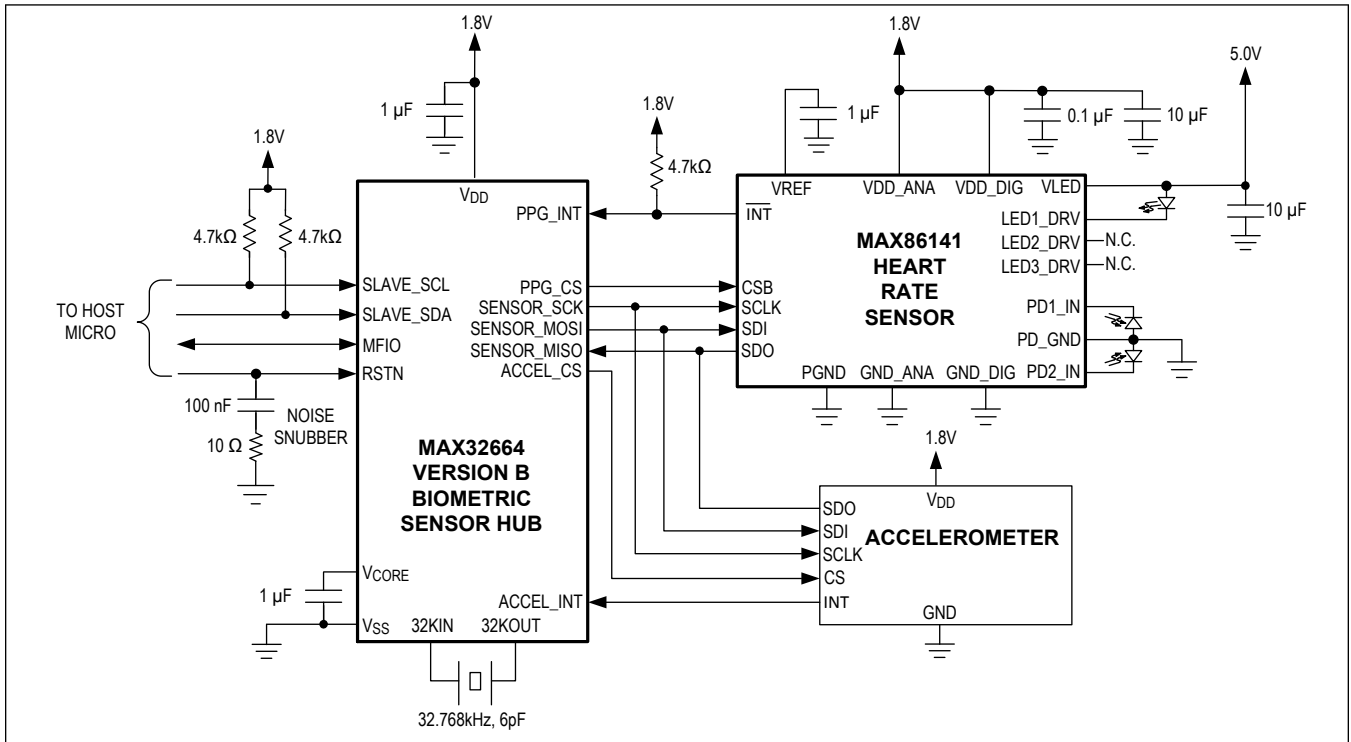 1.8V
1 µF
VDD
1.8V
4.7kΩ
4.7kΩ
TO HOST
MICRO
SLAVE_SCL
SLAVE_SDA
MFIO
RSTN
100 nF
10 Ω
NOISE
SNUBBER
PPG_INT
PPG_CS
SENSOR_SCK
SENSOR_MOSI
SENSOR_MISO
ACCEL_CS
MAX32664
VERSION B
BIOMETRIC
SENSOR HUB
VCORE
1 µF
VSS
32KIN
32KOUT
ACCEL_INT
32.768kHz, 6pF
1.8V
4.7kΩ
1.8V
1 µF
0.1 µF
10 µF
5.0V
10 µF
VREF
VDD_ANA
VDD_DIG
VLED
INT
LED1_DRV
LED2_DRV
N.C.
LED3_DRV
N.C.
MAX86141
HEART
RATE
SENSOR
CSB
SCLK
SDI
SDO
PD1_IN
PD_GND
PD2_IN
PGND
GND_ANA
GND_DIG
1.8V
VDD
SDO
SDI
SCLK
CS
INT
ACCELEROMETER
GND